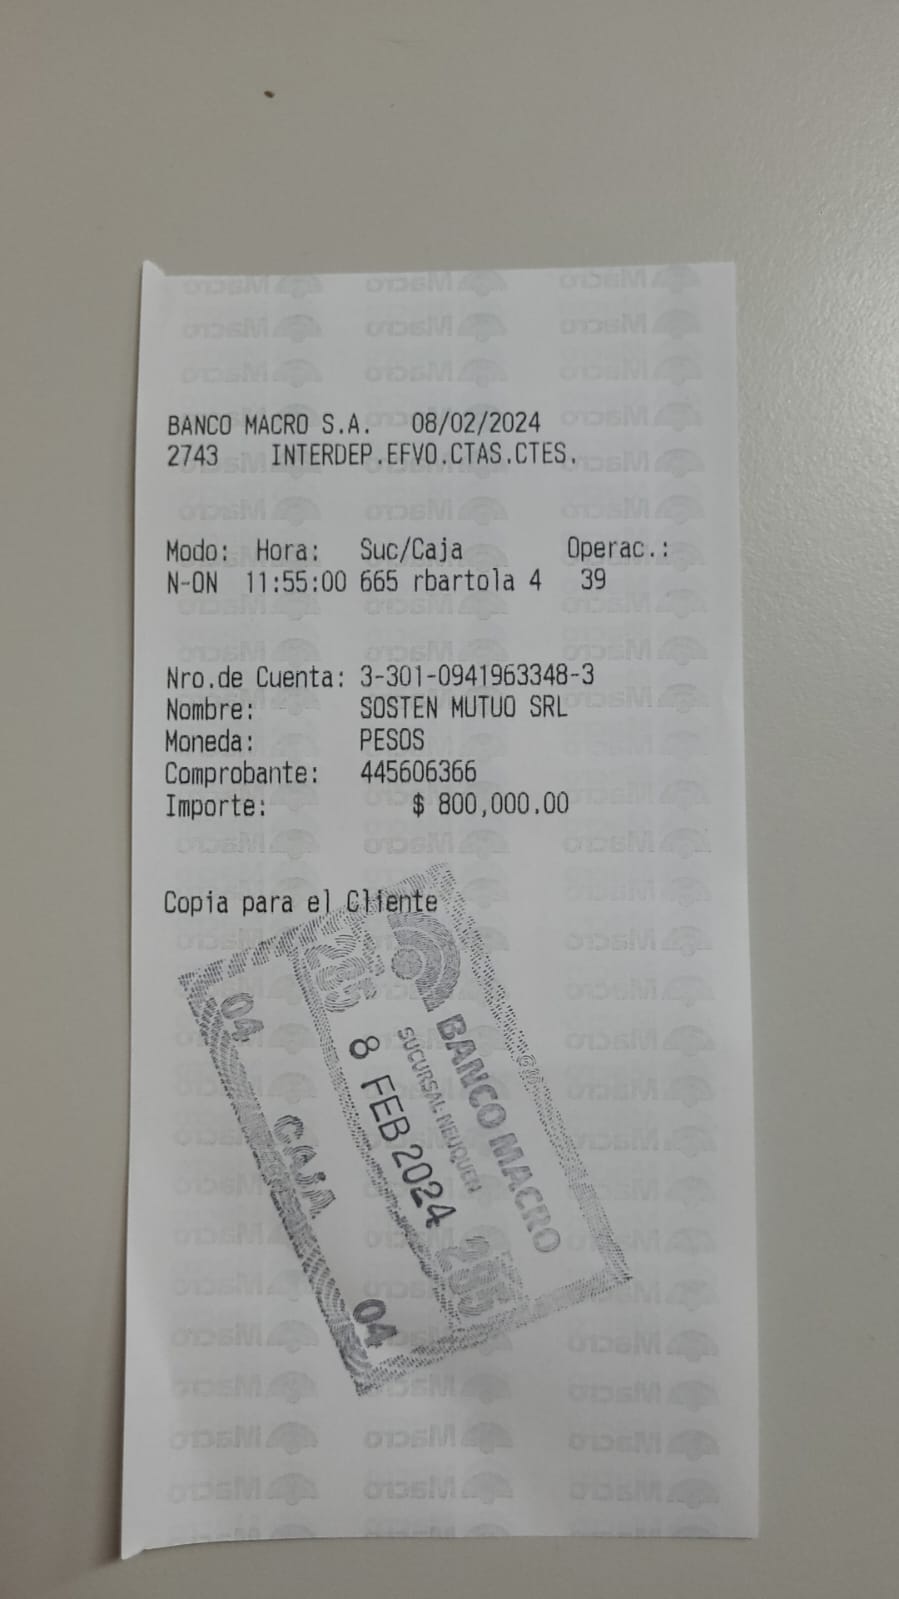 BANCO MACRO S.A. 08/02/2024
2743 INTERDEP.EFVO.CTAS.CTES.
Modo: Hora: Suc/Caja Operac.:
N-ON 11:55:00 665 rbartola 4 39
Nro.de Cuenta: 3-301-0941963348-3
Nombre: SOSTEN MUTUO SRL
Moneda: PESOS
Comprobante: 445606366
Importe: $ 800,000.00
Copia para el Cliente
BANCO MACRO
SUCURSAL NEUQUEN
285 8 FEB 2024 285
04 CAJA 04